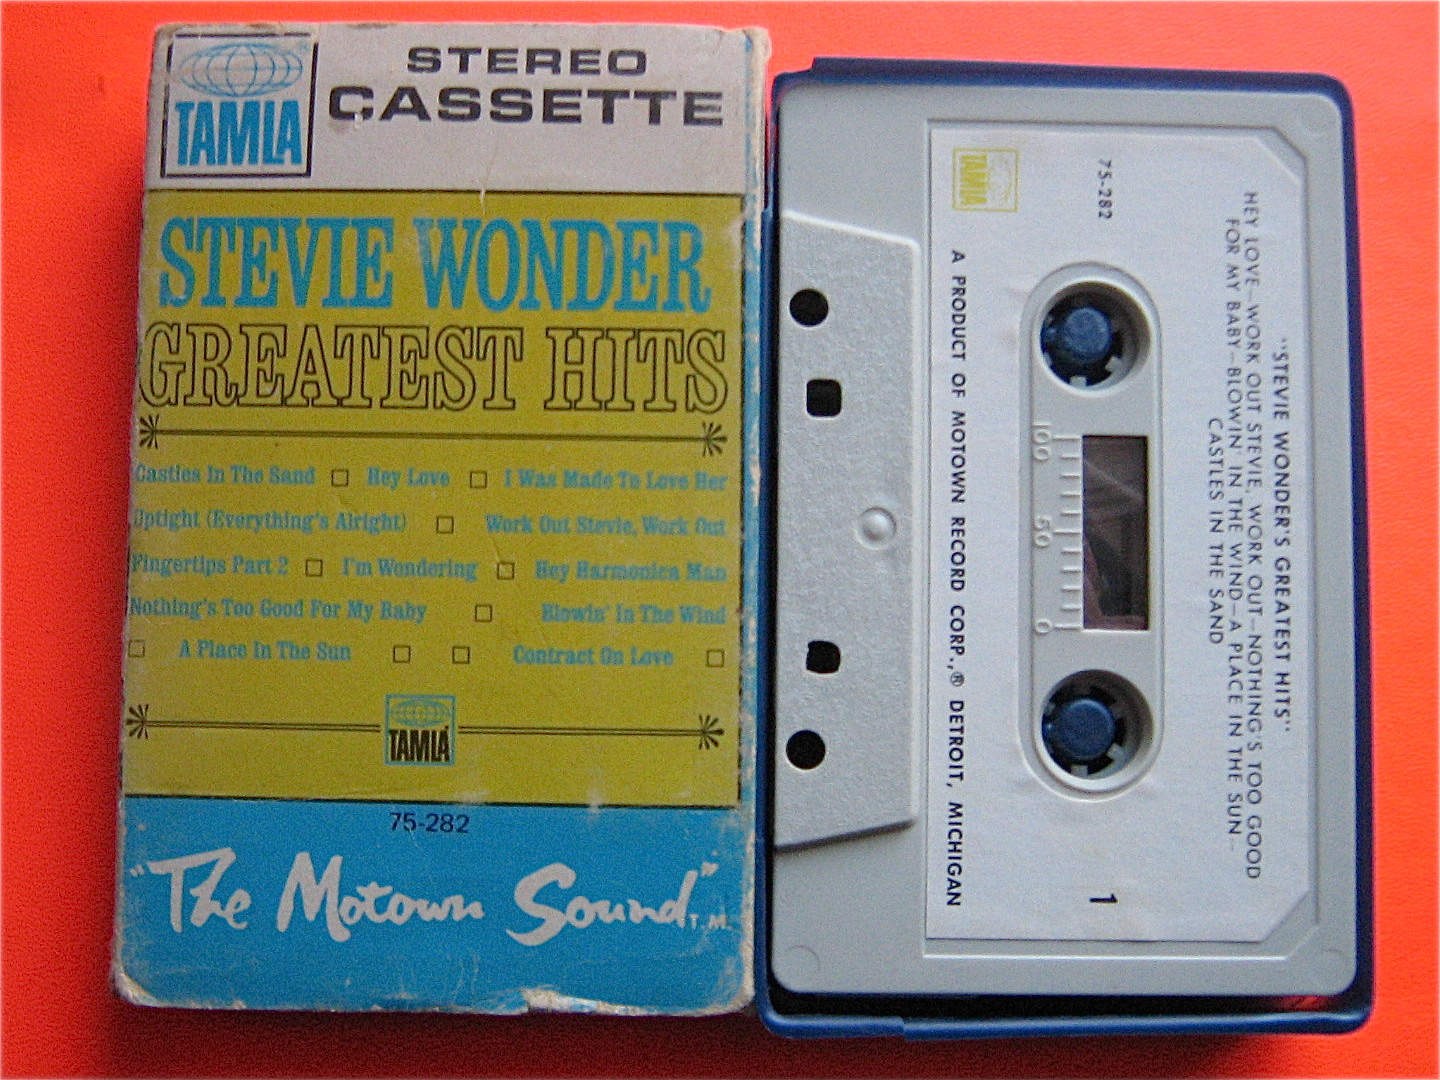 TAMLA
STEREO
CASSETTE
STEVIE WONDER
GREATEST HITS
Castles In The Sand □ Hey Love □ I Was Made To Love Her
Uptight (Everything's Alright) □ Work Out Stevie, Work Out
Fingertips Part 2 □ I'm Wondering □ Hey Harmonica Man
Nothing's Too Good For My Baby □ Blowin' In The Wind
□ A Place In The Sun □ □ Contract On Love □
TAMLA
75-282
"The Motown Sound" T.M.
"STEVIE WONDER'S GREATEST HITS"
HEY LOVE—WORK OUT STEVIE, WORK OUT—NOTHING'S TOO GOOD
FOR MY BABY—BLOWIN' IN THE WIND—A PLACE IN THE SUN—
CASTLES IN THE SAND
75-282
1
100 50 0
TAMLA
A PRODUCT OF MOTOWN RECORD CORP.,® DETROIT, MICHIGAN